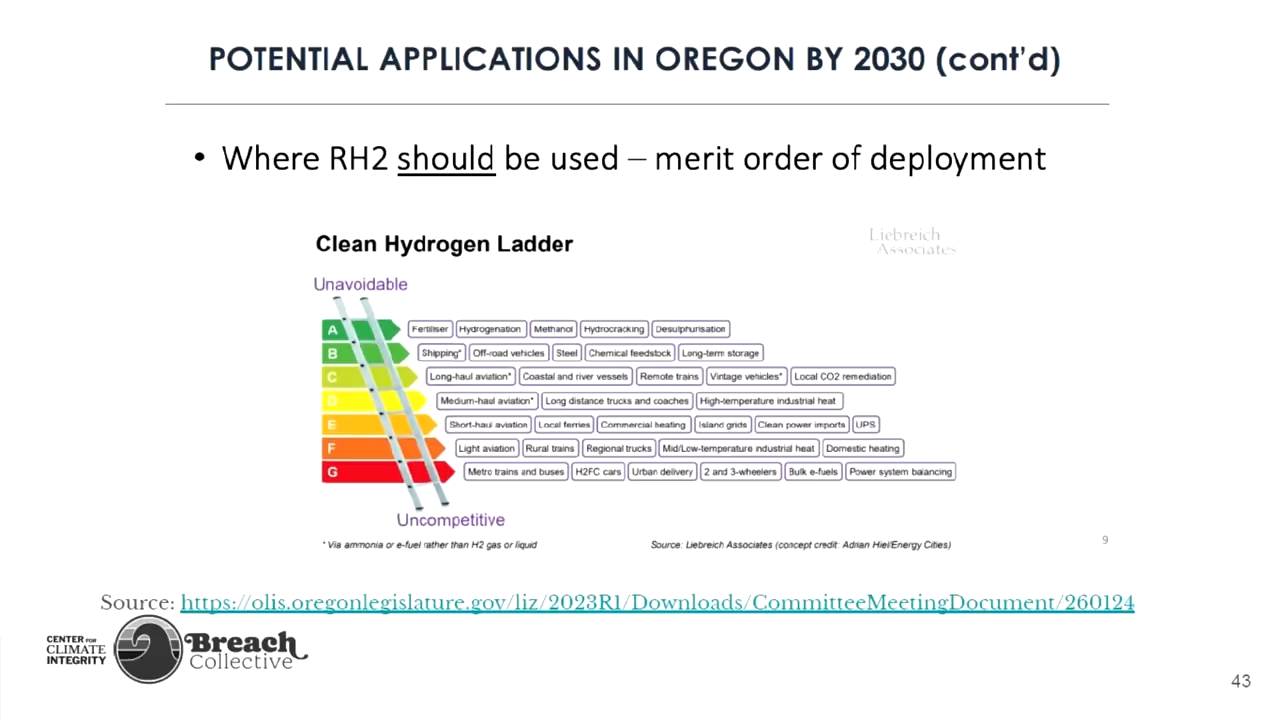 POTENTIAL APPLICATIONS IN OREGON BY 2030 (cont'd)
• Where RH2 should be used – merit order of deployment
Clean Hydrogen Ladder
Liebreich
Associates
Unavoidable
A Fertiliser Hydrogenation Methanol Hydrocracking Desulphurisation
B Shipping* Off-road vehicles Steel Chemical feedstock Long-term storage
C Long-haul aviation* Coastal and river vessels Remote trains Vintage vehicles* Local CO2 remediation
D Medium-haul aviation* Long distance trucks and coaches High-temperature industrial heat
E Short-haul aviation Local ferries Commercial heating Island grids Clean power imports UPS
F Light aviation Rural trains Regional trucks Mid/Low-temperature industrial heat Domestic heating
G Metro trains and buses H2FC cars Urban delivery 2 and 3-wheelers Bulk e-fuels Power system balancing
Uncompetitive
* Via ammonia or e-fuel rather than H2 gas or liquid
Source: Liebreich Associates (concept credit: Adrian Hiel/Energy Cities)
9
Source: https://olis.oregonlegislature.gov/liz/2023R1/Downloads/CommitteeMeetingDocument/260124
CENTER FOR
CLIMATE
INTEGRITY
Breach
Collective
43